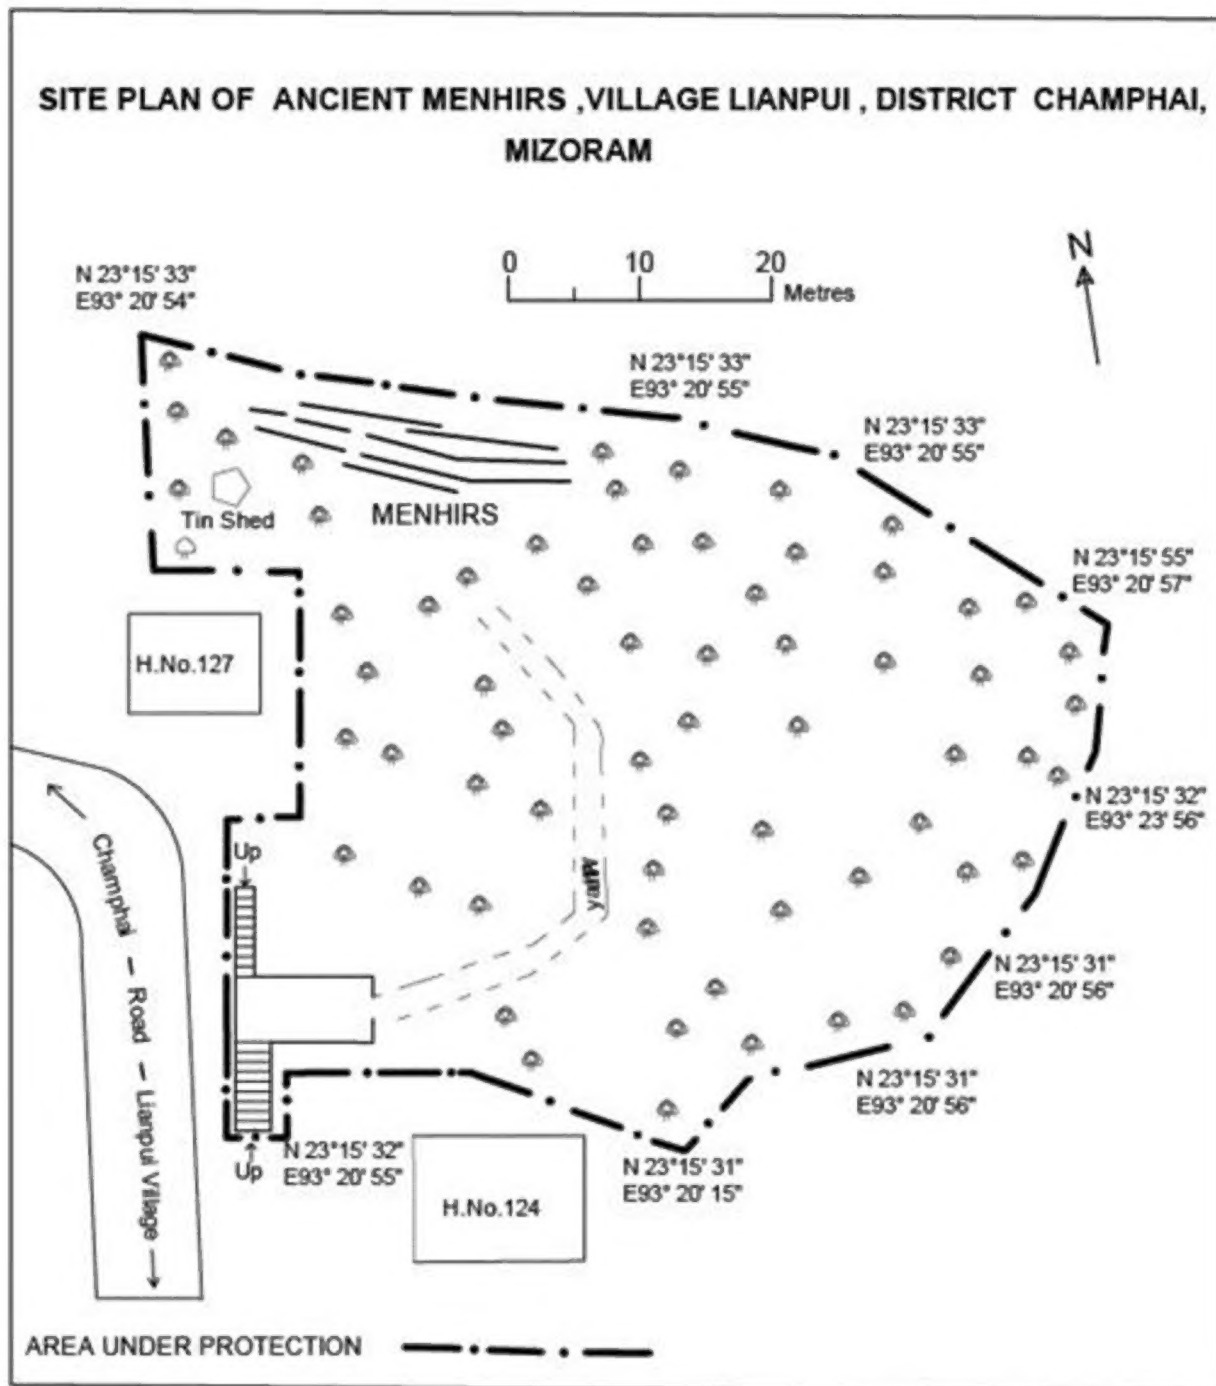 SITE PLAN OF ANCIENT MENHIRS ,VILLAGE LIANPUI , DISTRICT CHAMPHAI,
MIZORAM
N
0 10 20
Metres
N 23°15' 33"
E93° 20' 54"
N 23°15' 33"
E93° 20' 55"
N 23°15' 33"
E93° 20' 55"
Tin Shed
MENHIRS
N 23°15' 55"
E93° 20' 57"
H.No.127
N 23°15' 32"
E93° 23' 56"
Up
Champhai – Road – Lianpui Village
N 23°15' 31"
E93° 20' 56"
N 23°15' 31"
E93° 20' 56"
Up
N 23°15' 32"
E93° 20' 55"
N 23°15' 31"
E93° 20' 15"
H.No.124
AREA UNDER PROTECTION